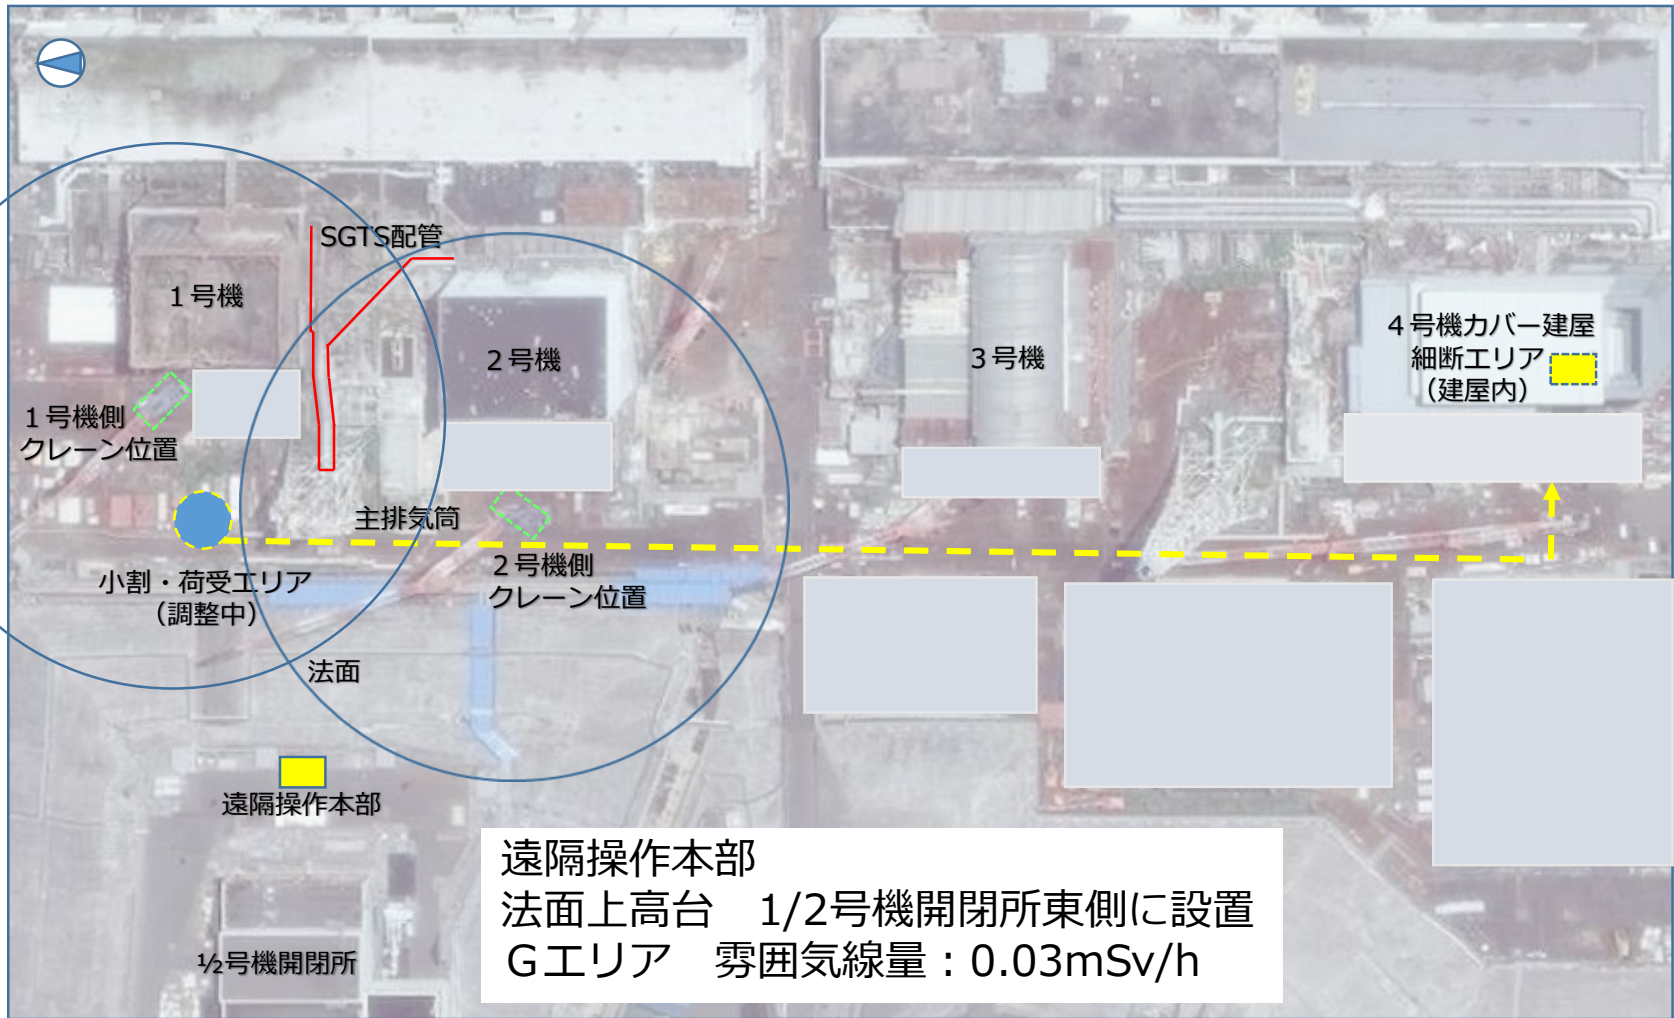 SGTS配管
１号機
２号機
３号機
４号機カバー建屋
細断エリア
（建屋内）
１号機側
クレーン位置
主排気筒
２号機側
クレーン位置
小割・荷受エリア
（調整中）
法面
遠隔操作本部
½号機開閉所
遠隔操作本部
法面上高台　1/2号機開閉所東側に設置
Ｇエリア　雰囲気線量：0.03mSv/h